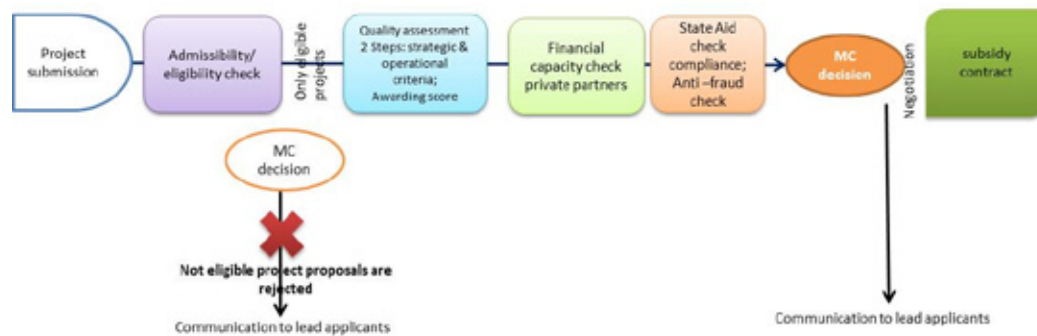 Project
submission
Admissibility/
eligibility check
Only eligible
projects
Quality assessment
2 Steps: strategic &
operational
criteria;
Awarding score
Financial
capacity check
private partners
State Aid
check
compliance;
Anti –fraud
check
MC
decision
Negotiation
subsidy
contract
MC
decision
Not eligible project proposals are
rejected
Communication to lead applicants
Communication to lead applicants